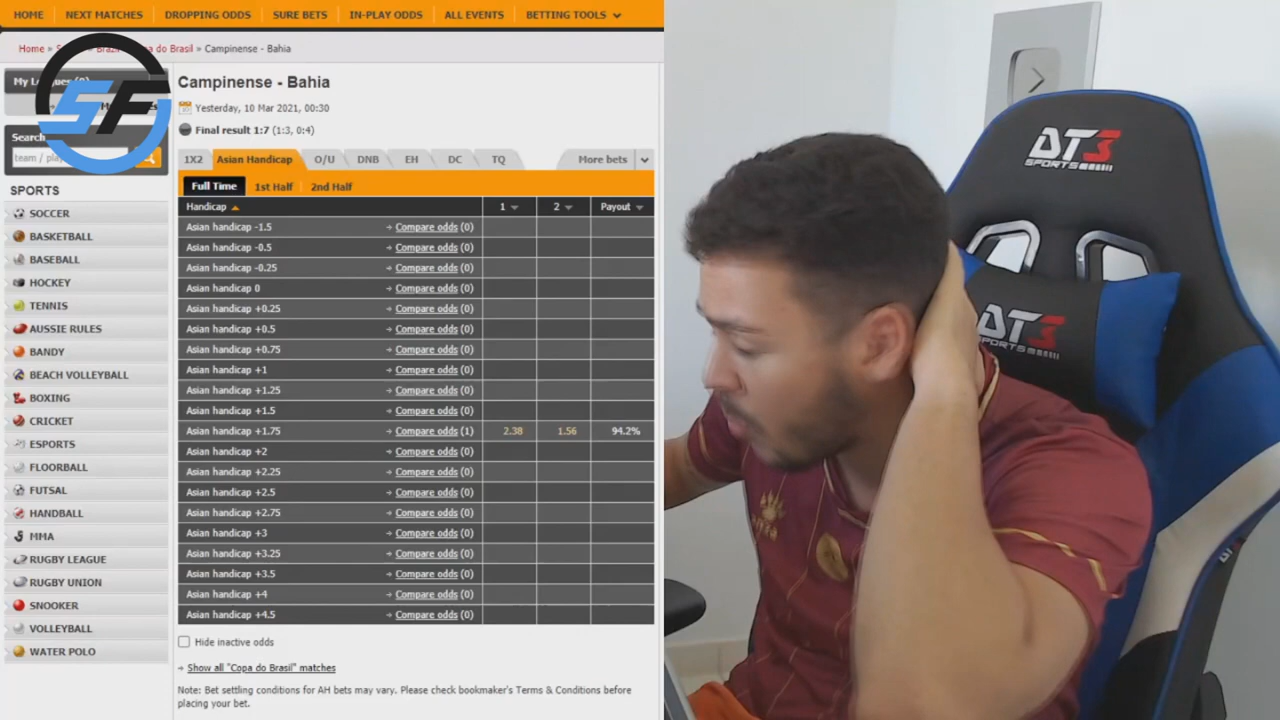 HOME NEXT MATCHES DROPPING ODDS SURE BETS IN-PLAY ODDS ALL EVENTS BETTING TOOLS
Home » » do Brasil » Campinense - Bahia
SF
Search
SPORTS
SOCCER
BASKETBALL
BASEBALL
HOCKEY
TENNIS
AUSSIE RULES
BANDY
BEACH VOLLEYBALL
BOXING
CRICKET
ESPORTS
FLOORBALL
FUTSAL
HANDBALL
MMA
RUGBY LEAGUE
RUGBY UNION
SNOOKER
VOLLEYBALL
WATER POLO
Campinense - Bahia
Yesterday, 10 Mar 2021, 00:30
Final result 1:7 (1:3, 0:4)
1X2 Asian Handicap O/U DNB EH DC TQ More bets
Full Time 1st Half 2nd Half
Handicap 1 2 Payout
Asian handicap -1.5 Compare odds (0)
Asian handicap -0.5 Compare odds (0)
Asian handicap -0.25 Compare odds (0)
Asian handicap 0 Compare odds (0)
Asian handicap +0.25 Compare odds (0)
Asian handicap +0.5 Compare odds (0)
Asian handicap +0.75 Compare odds (0)
Asian handicap +1 Compare odds (0)
Asian handicap +1.25 Compare odds (0)
Asian handicap +1.5 Compare odds (0)
Asian handicap +1.75 Compare odds (1) 2.38 1.56 94.2%
Asian handicap +2 Compare odds (0)
Asian handicap +2.25 Compare odds (0)
Asian handicap +2.5 Compare odds (0)
Asian handicap +2.75 Compare odds (0)
Asian handicap +3 Compare odds (0)
Asian handicap +3.25 Compare odds (0)
Asian handicap +3.5 Compare odds (0)
Asian handicap +4 Compare odds (0)
Asian handicap +4.5 Compare odds (0)
Hide inactive odds
Show all "Copa do Brasil" matches
Note: Bet settling conditions for AH bets may vary. Please check bookmaker's Terms & Conditions before
placing your bet.
DT3
SPORTS
DT3
SPORTS